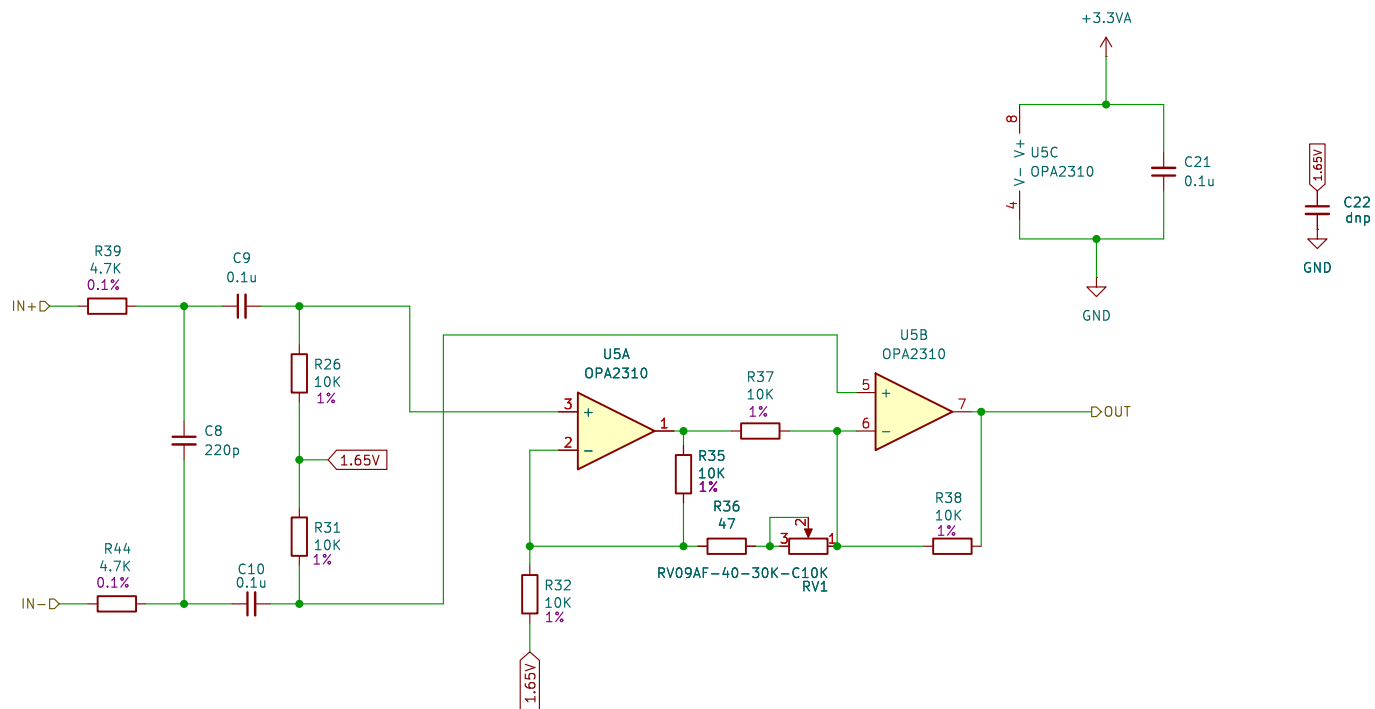 +3.3VA
8
V+
V-
4
U5C
OPA2310
C21
0.1u
1.65V
C22
dnp
GND
GND
R39
4.7K
0.1%
C9
0.1u
IN+
R26
10K
1%
C8
220p
1.65V
R31
10K
1%
R44
4.7K
0.1%
C10
0.1u
IN-
U5A
OPA2310
3
+
2
−
1
R37
10K
1%
R35
10K
1%
R36
47
2
3
1
RV09AF-40-30K-C10K
RV1
R32
10K
1%
1.65V
U5B
OPA2310
5
+
6
−
7
OUT
R38
10K
1%